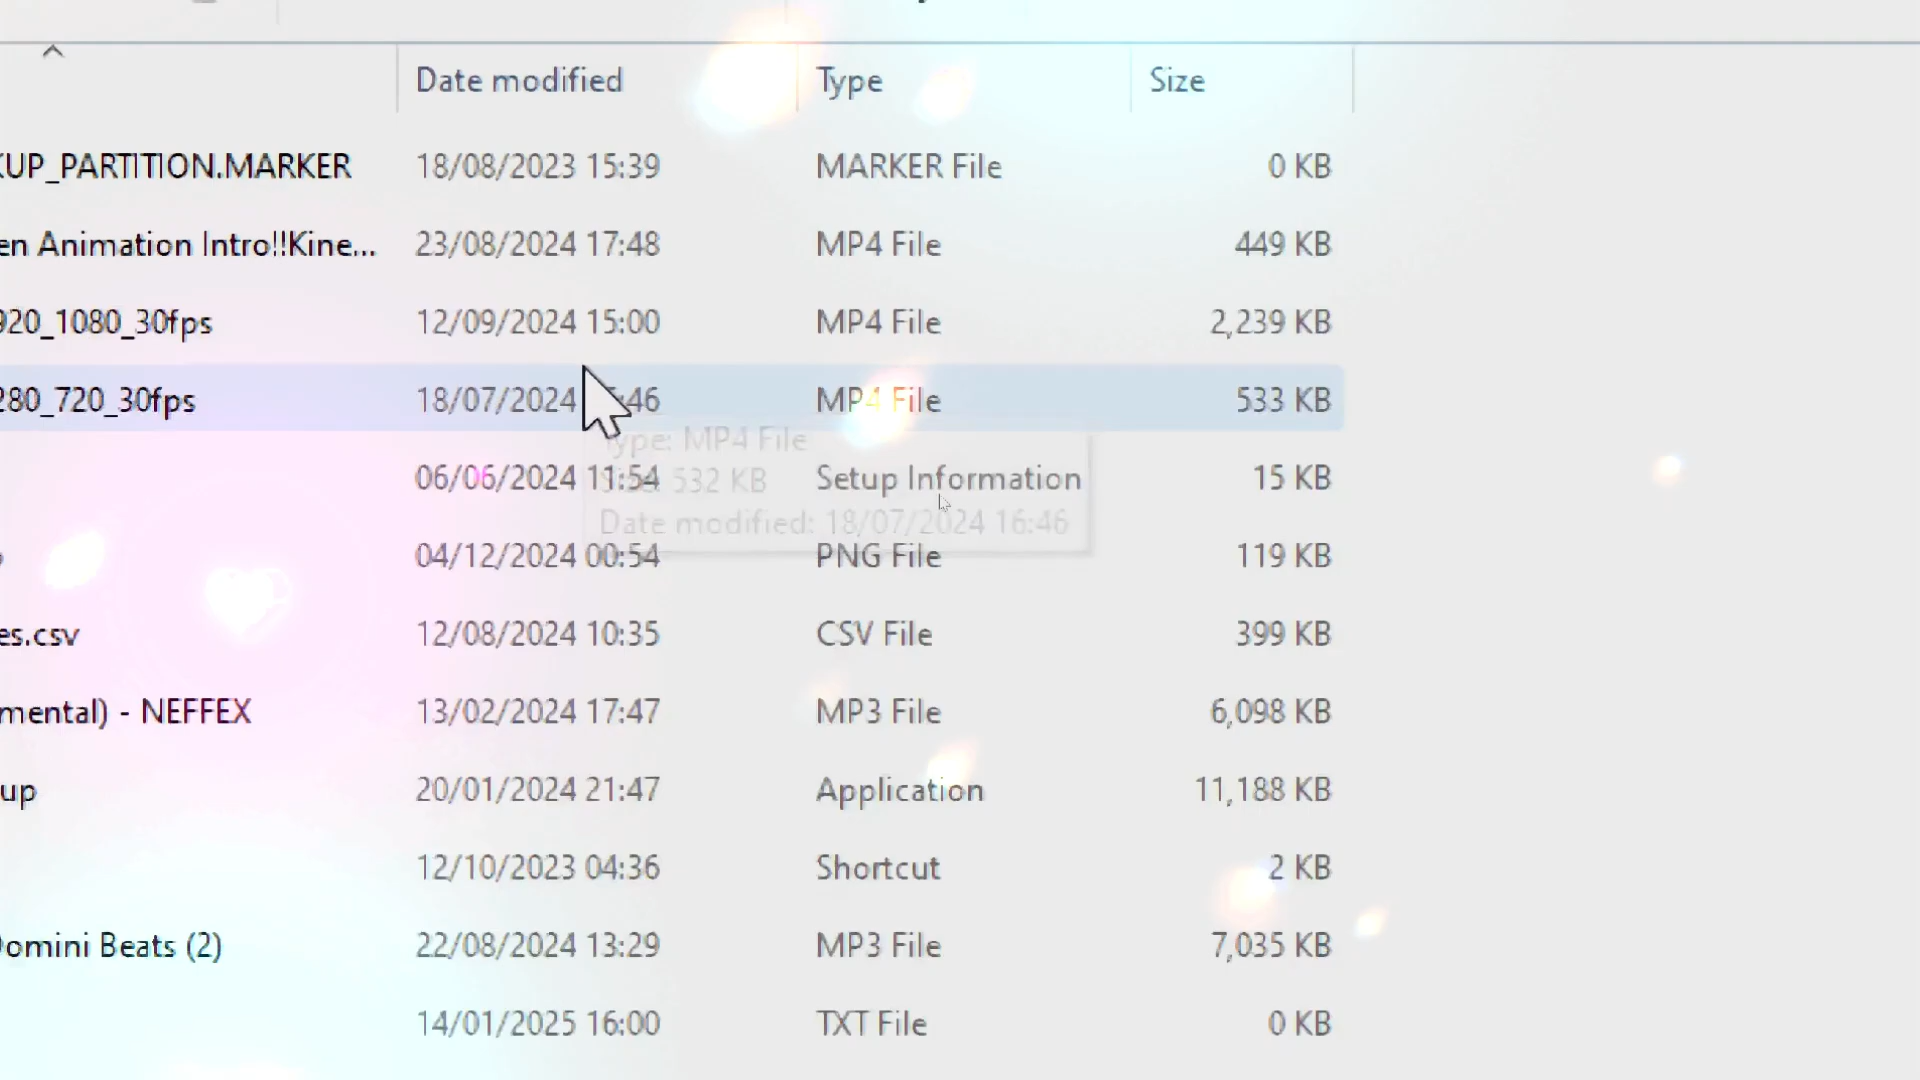 Date modified Type Size
KUP_PARTITION.MARKER 18/08/2023 15:39 MARKER File 0 KB
en Animation Intro!!Kine... 23/08/2024 17:48 MP4 File 449 KB
920_1080_30fps 12/09/2024 15:00 MP4 File 2,239 KB
280_720_30fps 18/07/2024 :46 MP4 File 533 KB
Type: MP4 File
06/06/2024 11:54 Setup Information 15 KB
Size: 532 KB
Date modified: 18/07/2024 16:46
04/12/2024 00:54 PNG File 119 KB
es.csv 12/08/2024 10:35 CSV File 399 KB
mental) - NEFFEX 13/02/2024 17:47 MP3 File 6,098 KB
up 20/01/2024 21:47 Application 11,188 KB
12/10/2023 04:36 Shortcut 2 KB
Domini Beats (2) 22/08/2024 13:29 MP3 File 7,035 KB
14/01/2025 16:00 TXT File 0 KB